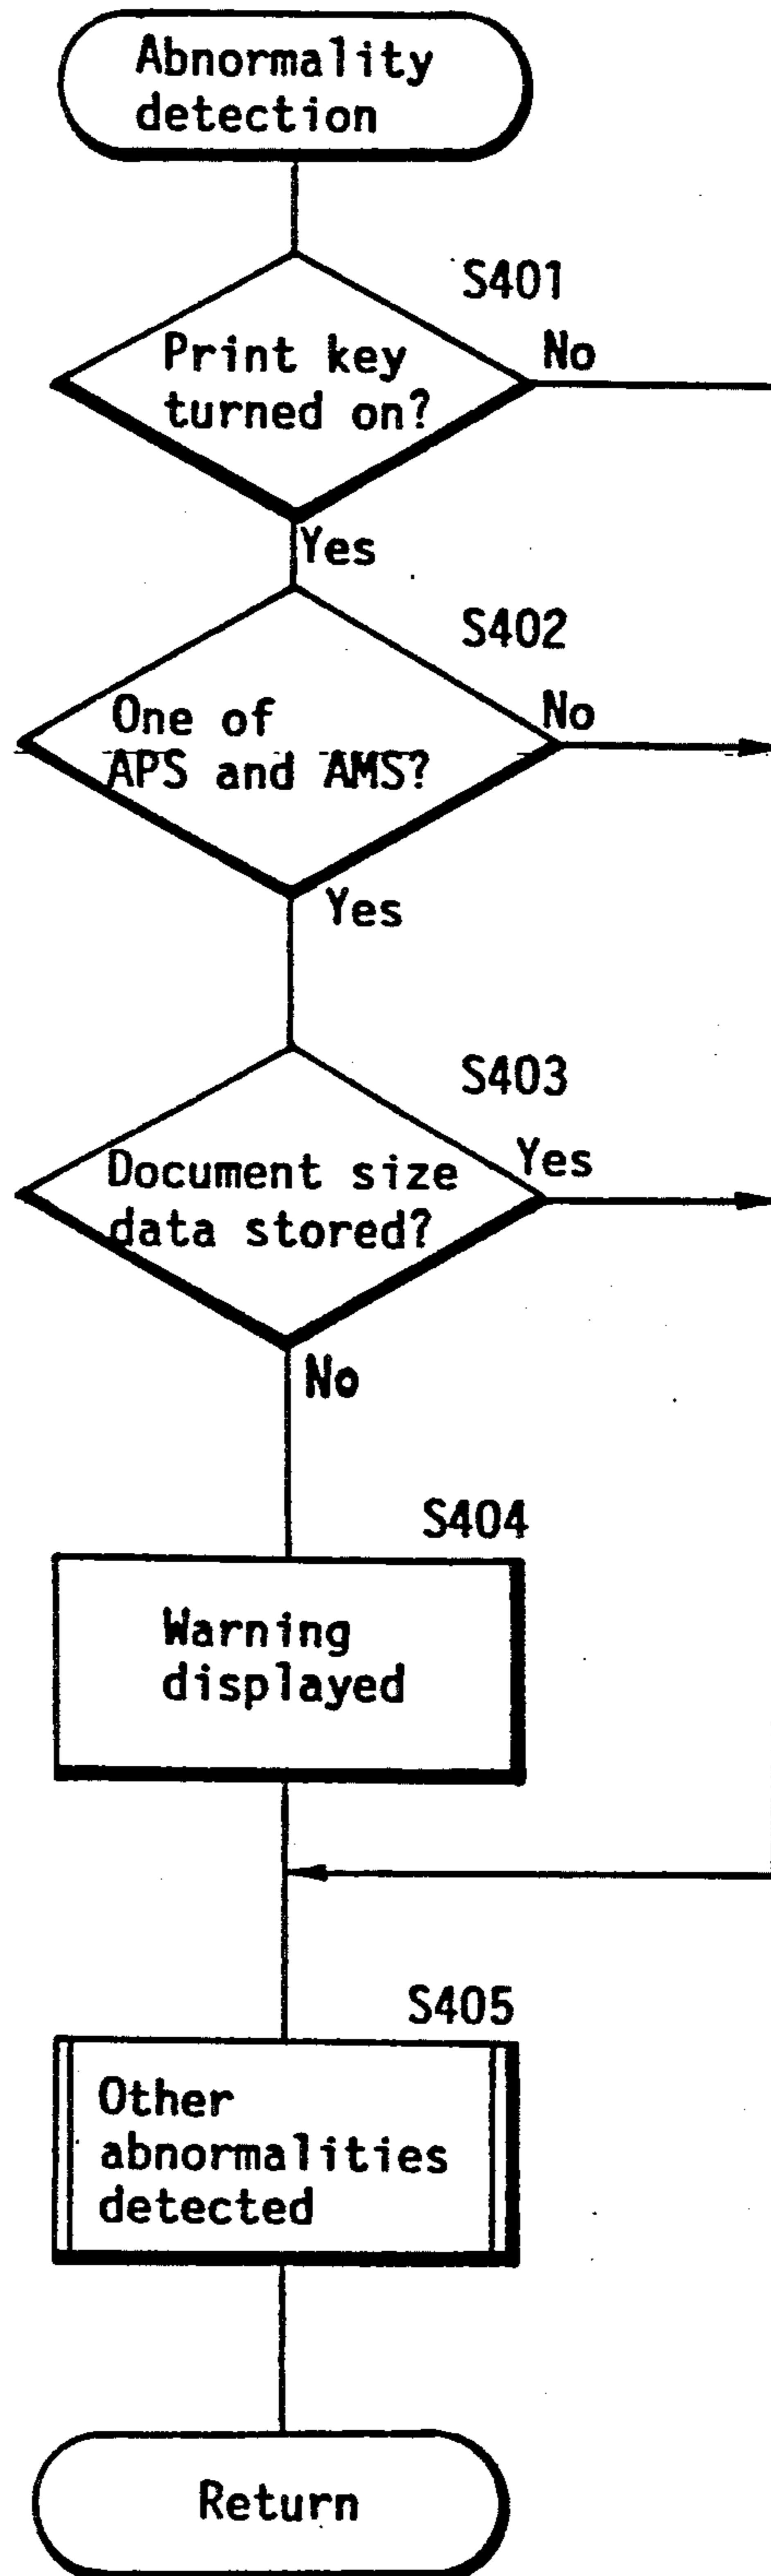 Abnormality
detection
S401
Print key
turned on?
No
Yes
S402
One of
APS and AMS?
No
Yes
S403
Document size
data stored?
Yes
No
S404
Warning
displayed
S405
Other
abnormalities
detected
Return